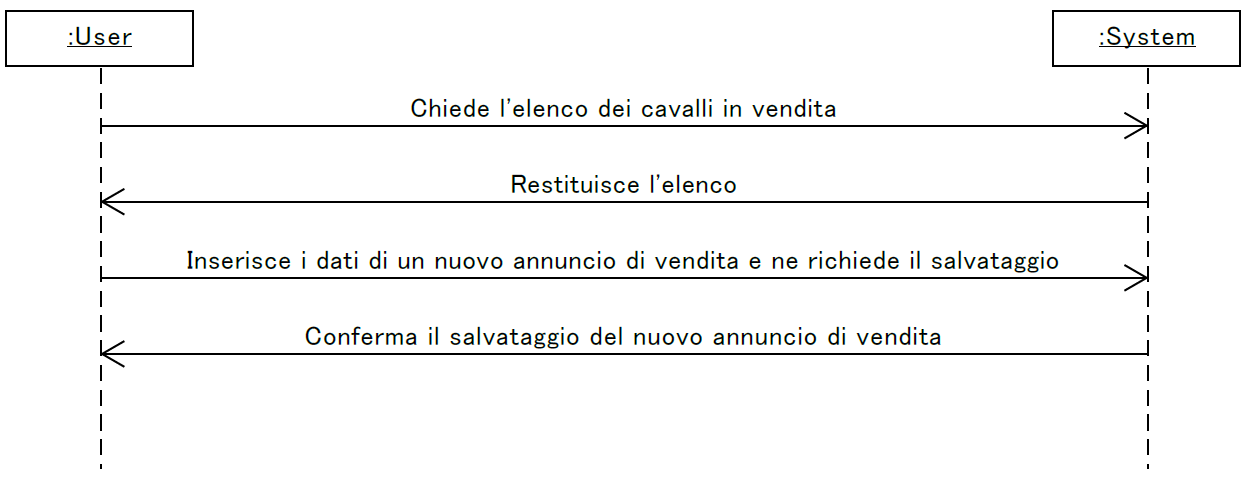 :User
:System
Chiede l'elenco dei cavalli in vendita
Restituisce l'elenco
Inserisce i dati di un nuovo annuncio di vendita e ne richiede il salvataggio
Conferma il salvataggio del nuovo annuncio di vendita